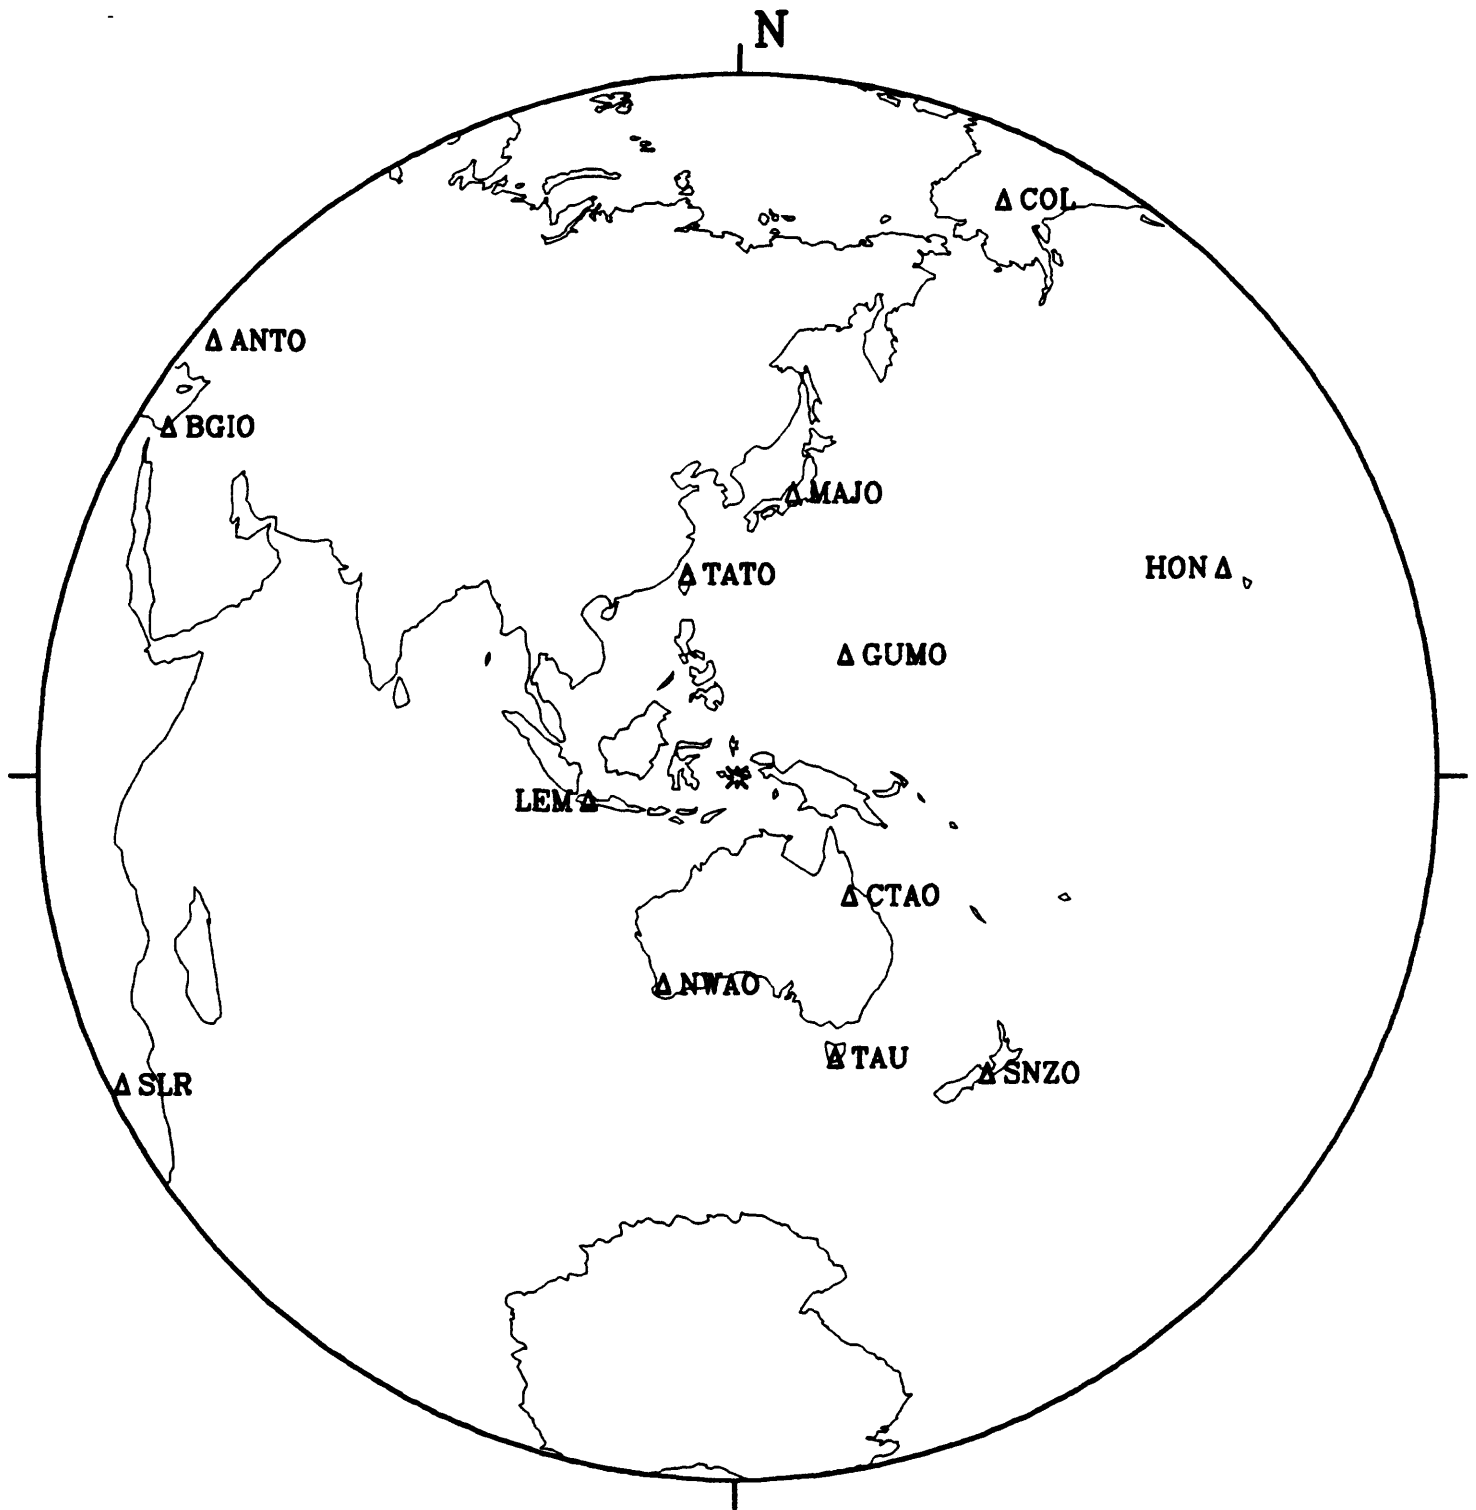 N
COL
ANTO
BGIO
MAJO
TATO
HON
GUMO
LEM
CTAO
NWAO
TAU
SNZO
SLR